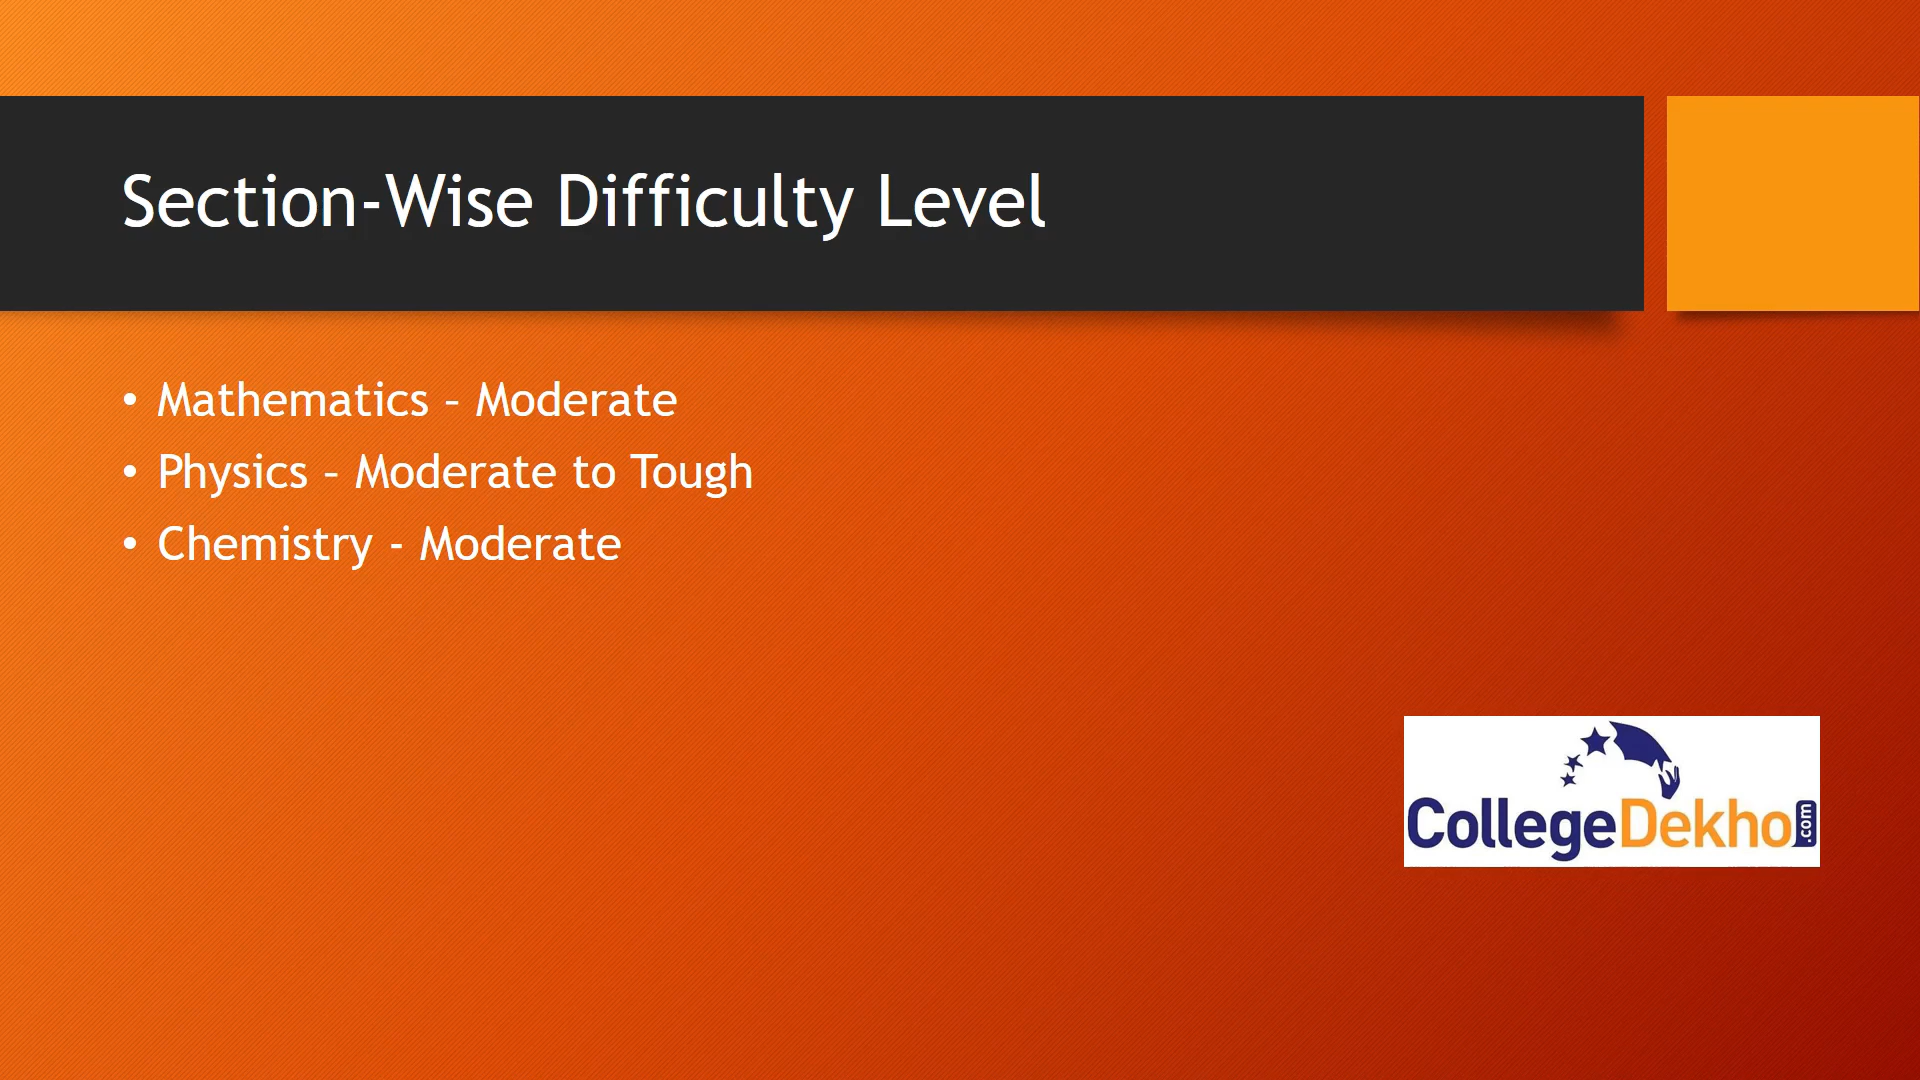 Section-Wise Difficulty Level
• Mathematics – Moderate
• Physics – Moderate to Tough
• Chemistry - Moderate
CollegeDekho.com